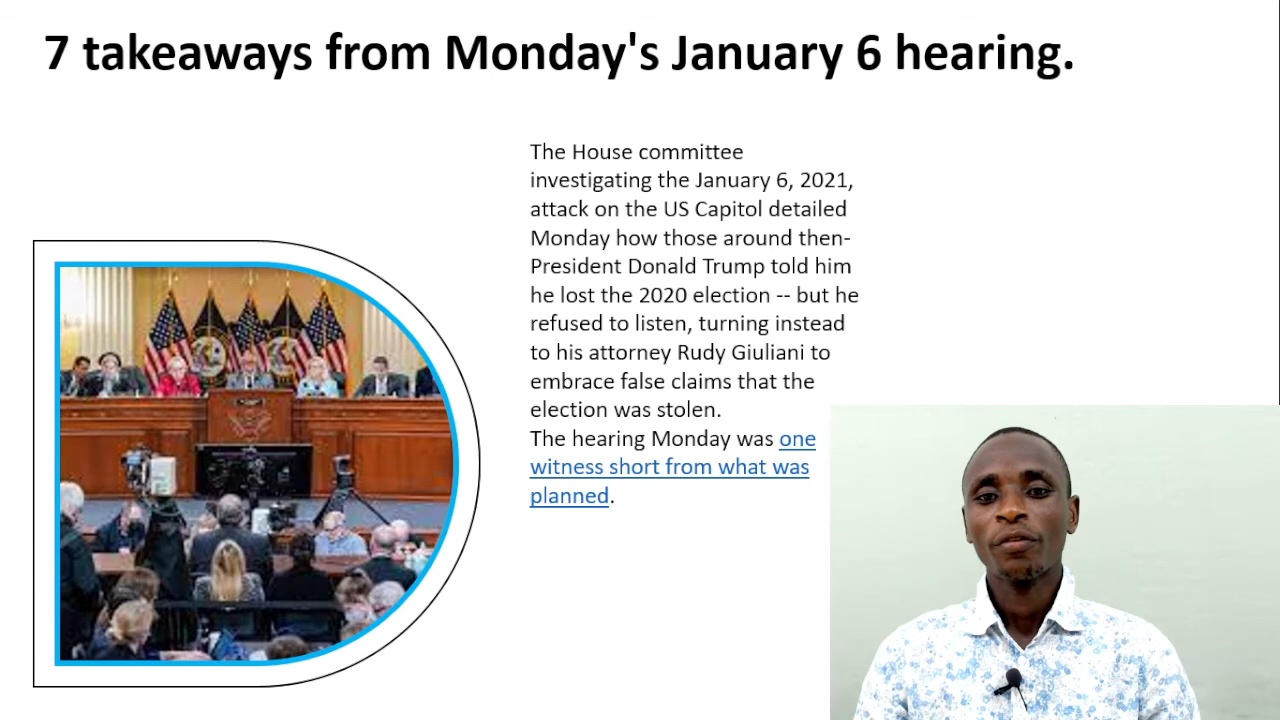 7 takeaways from Monday's January 6 hearing.
The House committee
investigating the January 6, 2021,
attack on the US Capitol detailed
Monday how those around then-
President Donald Trump told him
he lost the 2020 election -- but he
refused to listen, turning instead
to his attorney Rudy Giuliani to
embrace false claims that the
election was stolen.
The hearing Monday was one
witness short from what was
planned.